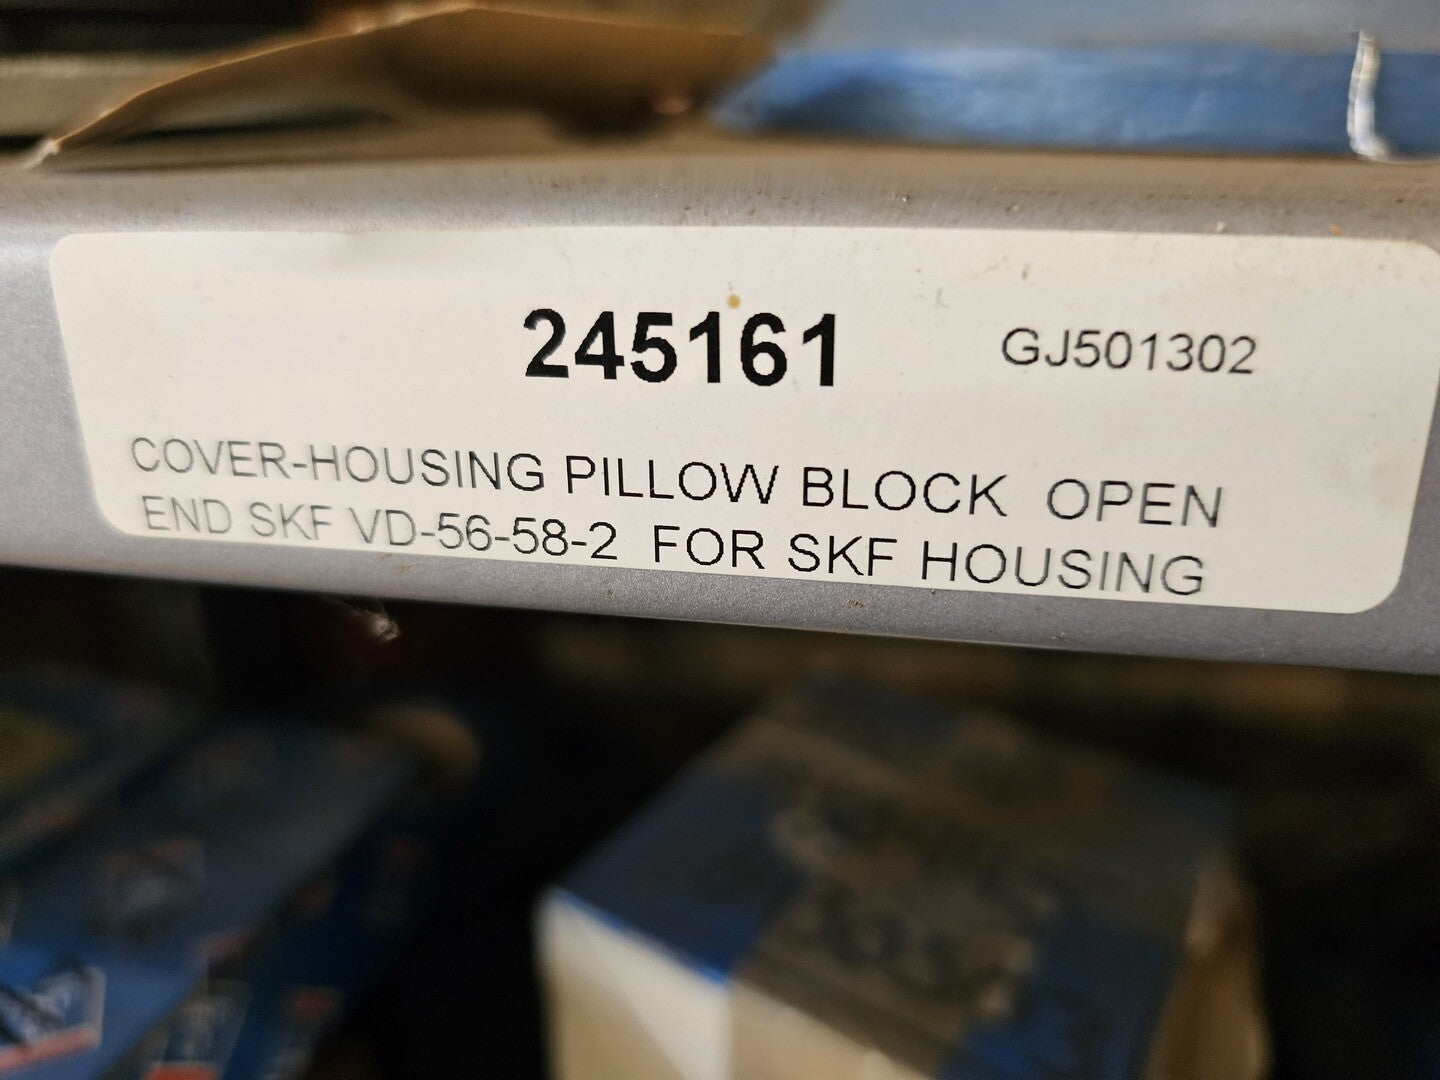 245161 GJ501302
COVER-HOUSING PILLOW BLOCK OPEN
END SKF VD-56-58-2 FOR SKF HOUSING